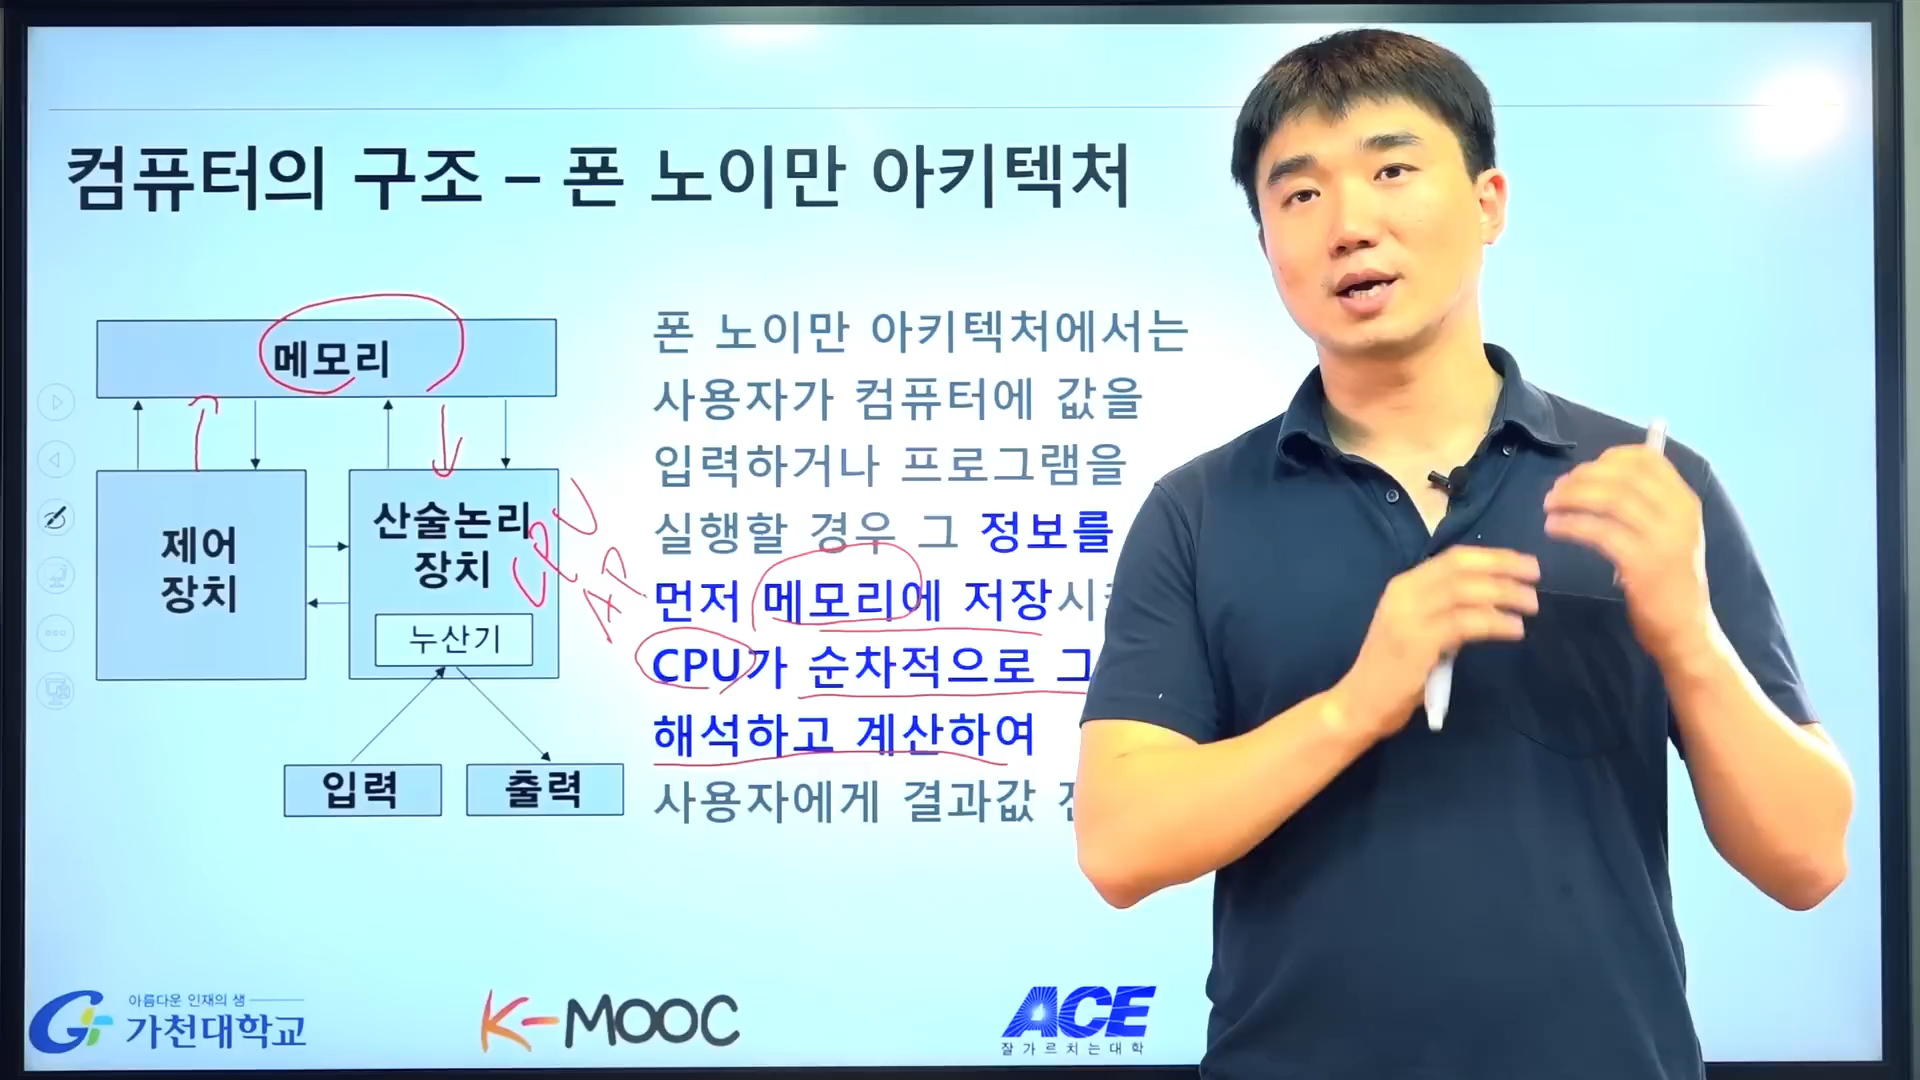 컴퓨터의 구조 – 폰 노이만 아키텍처
메모리
제어
장치
산술논리
장치
누산기
입력
출력
CPU
AP
폰 노이만 아키텍처에서는
사용자가 컴퓨터에 값을
입력하거나 프로그램을
실행할 경우 그 정보를
먼저 메모리에 저장
CPU가 순차적으로 그
해석하고 계산하여
사용자에게 결과값
아름다운 인재의 샘
가천대학교
K-MOOC
ACE
잘가르치는대학